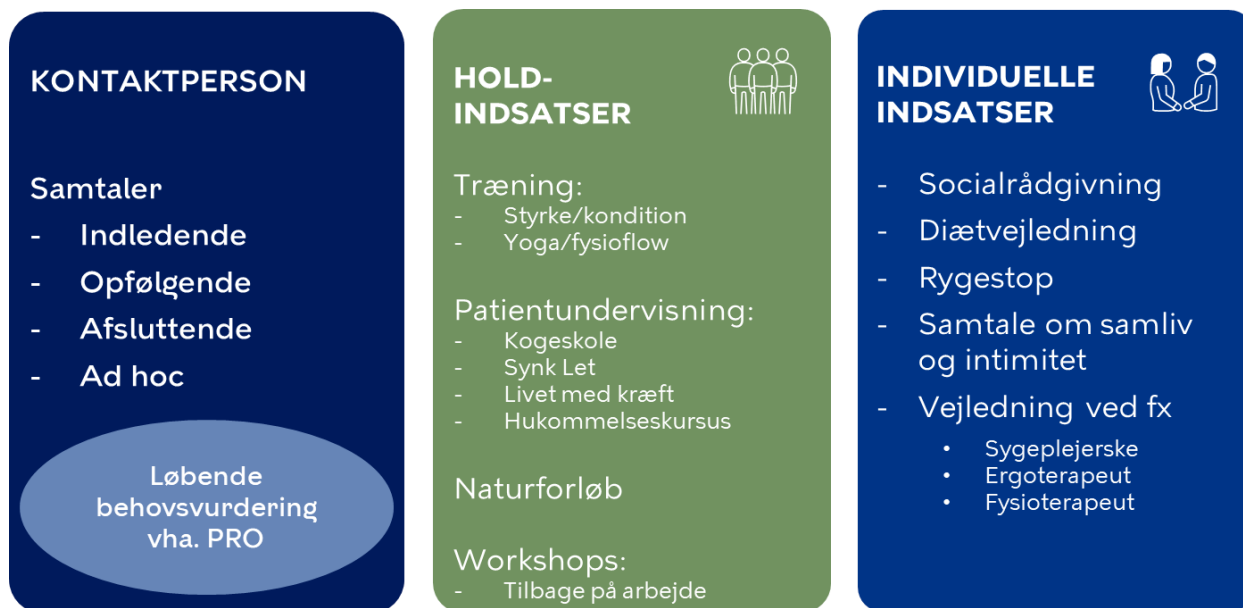 KONTAKTPERSON
Samtaler
- Indledende
- Opfølgende
- Afsluttende
- Ad hoc
Løbende
behovsvurdering
vha. PRO
HOLD-
INDSATSER
Træning:
- Styrke/kondition
- Yoga/fysioflow
Patientundervisning:
- Kogeskole
- Synk Let
- Livet med kræft
- Hukommelseskursus
Naturforløb
Workshops:
- Tilbage på arbejde
INDIVIDUELLE
INDSATSER
- Socialrådgivning
- Diætvejledning
- Rygestop
- Samtale om samliv
og intimitet
- Vejledning ved fx
• Sygeplejerske
• Ergoterapeut
• Fysioterapeut